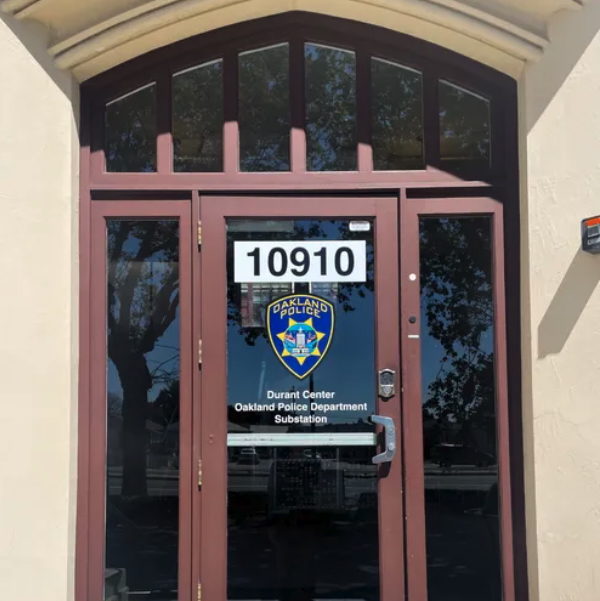 10910
OAKLAND
POLICE
Durant Center
Oakland Police Department
Substation